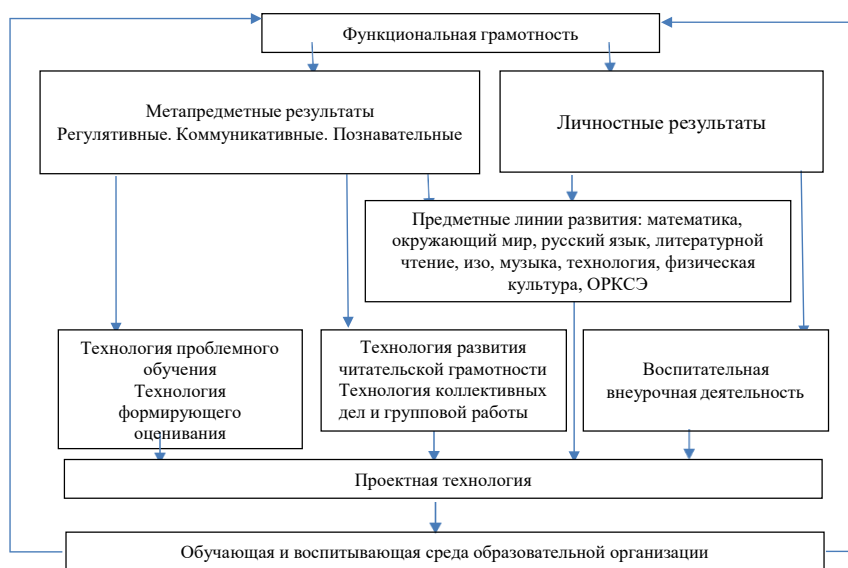 Функциональная грамотность
Метапредметные результаты
Регулятивные. Коммуникативные. Познавательные
Личностные результаты
Предметные линии развития: математика,
окружающий мир, русский язык, литературной
чтение, изо, музыка, технология, физическая
культура, ОРКСЭ
Технология проблемного
обучения
Технология
формирующего
оценивания
Технология развития
читательской грамотности
Технология коллективных
дел и групповой работы
Воспитательная
внеурочная деятельность
Проектная технология
Обучающая и воспитывающая среда образовательной организации